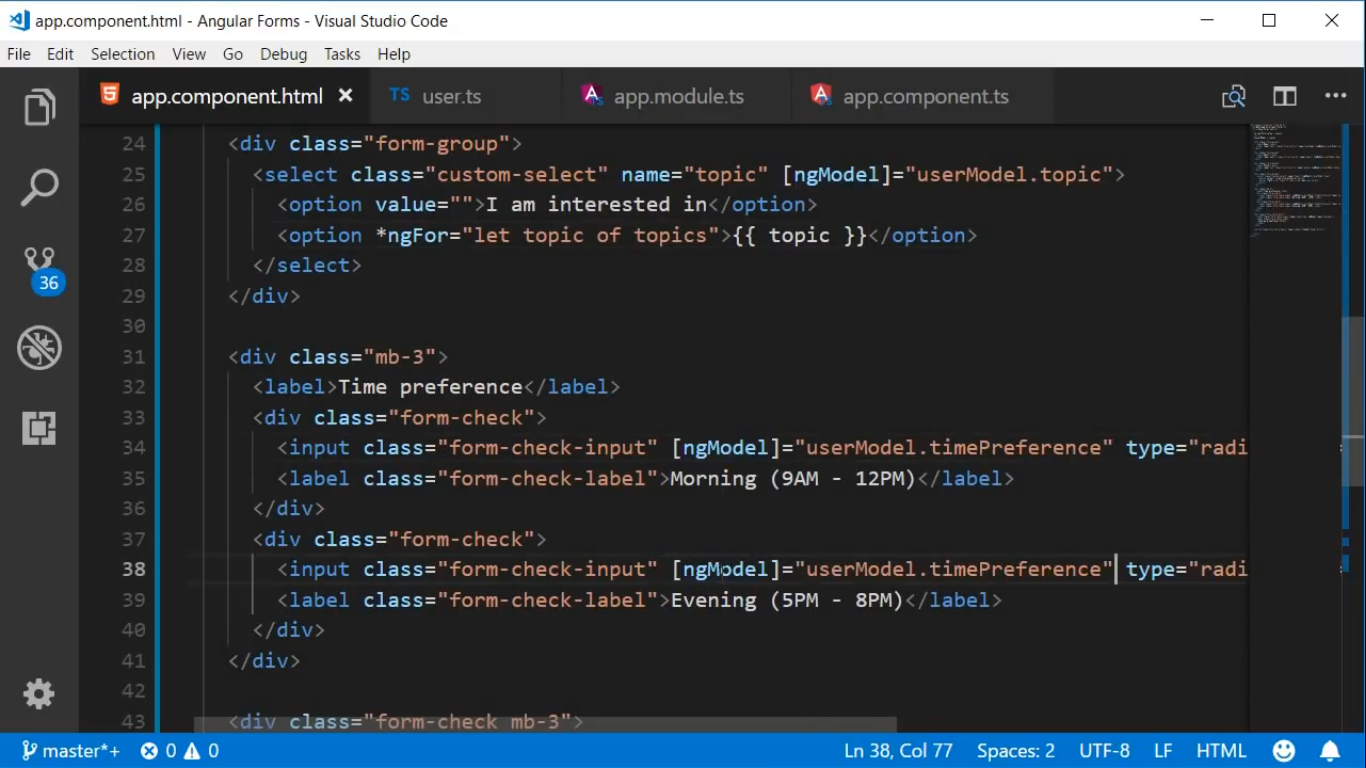 app.component.html - Angular Forms - Visual Studio Code
File Edit Selection View Go Debug Tasks Help
app.component.html TS user.ts app.module.ts app.component.ts
24 <div class="form-group">
25 <select class="custom-select" name="topic" [ngModel]="userModel.topic">
26 <option value="">I am interested in</option>
27 <option *ngFor="let topic of topics">{{ topic }}</option>
28 </select>
29 </div>
30
31 <div class="mb-3">
32 <label>Time preference</label>
33 <div class="form-check">
34 <input class="form-check-input" [ngModel]="userModel.timePreference" type="radi
35 <label class="form-check-label">Morning (9AM - 12PM)</label>
36 </div>
37 <div class="form-check">
38 <input class="form-check-input" [ngModel]="userModel.timePreference" type="radi
39 <label class="form-check-label">Evening (5PM - 8PM)</label>
40 </div>
41 </div>
42
43 <div class="form-check mb-3">
36
master*+ 0 0 Ln 38, Col 77 Spaces: 2 UTF-8 LF HTML